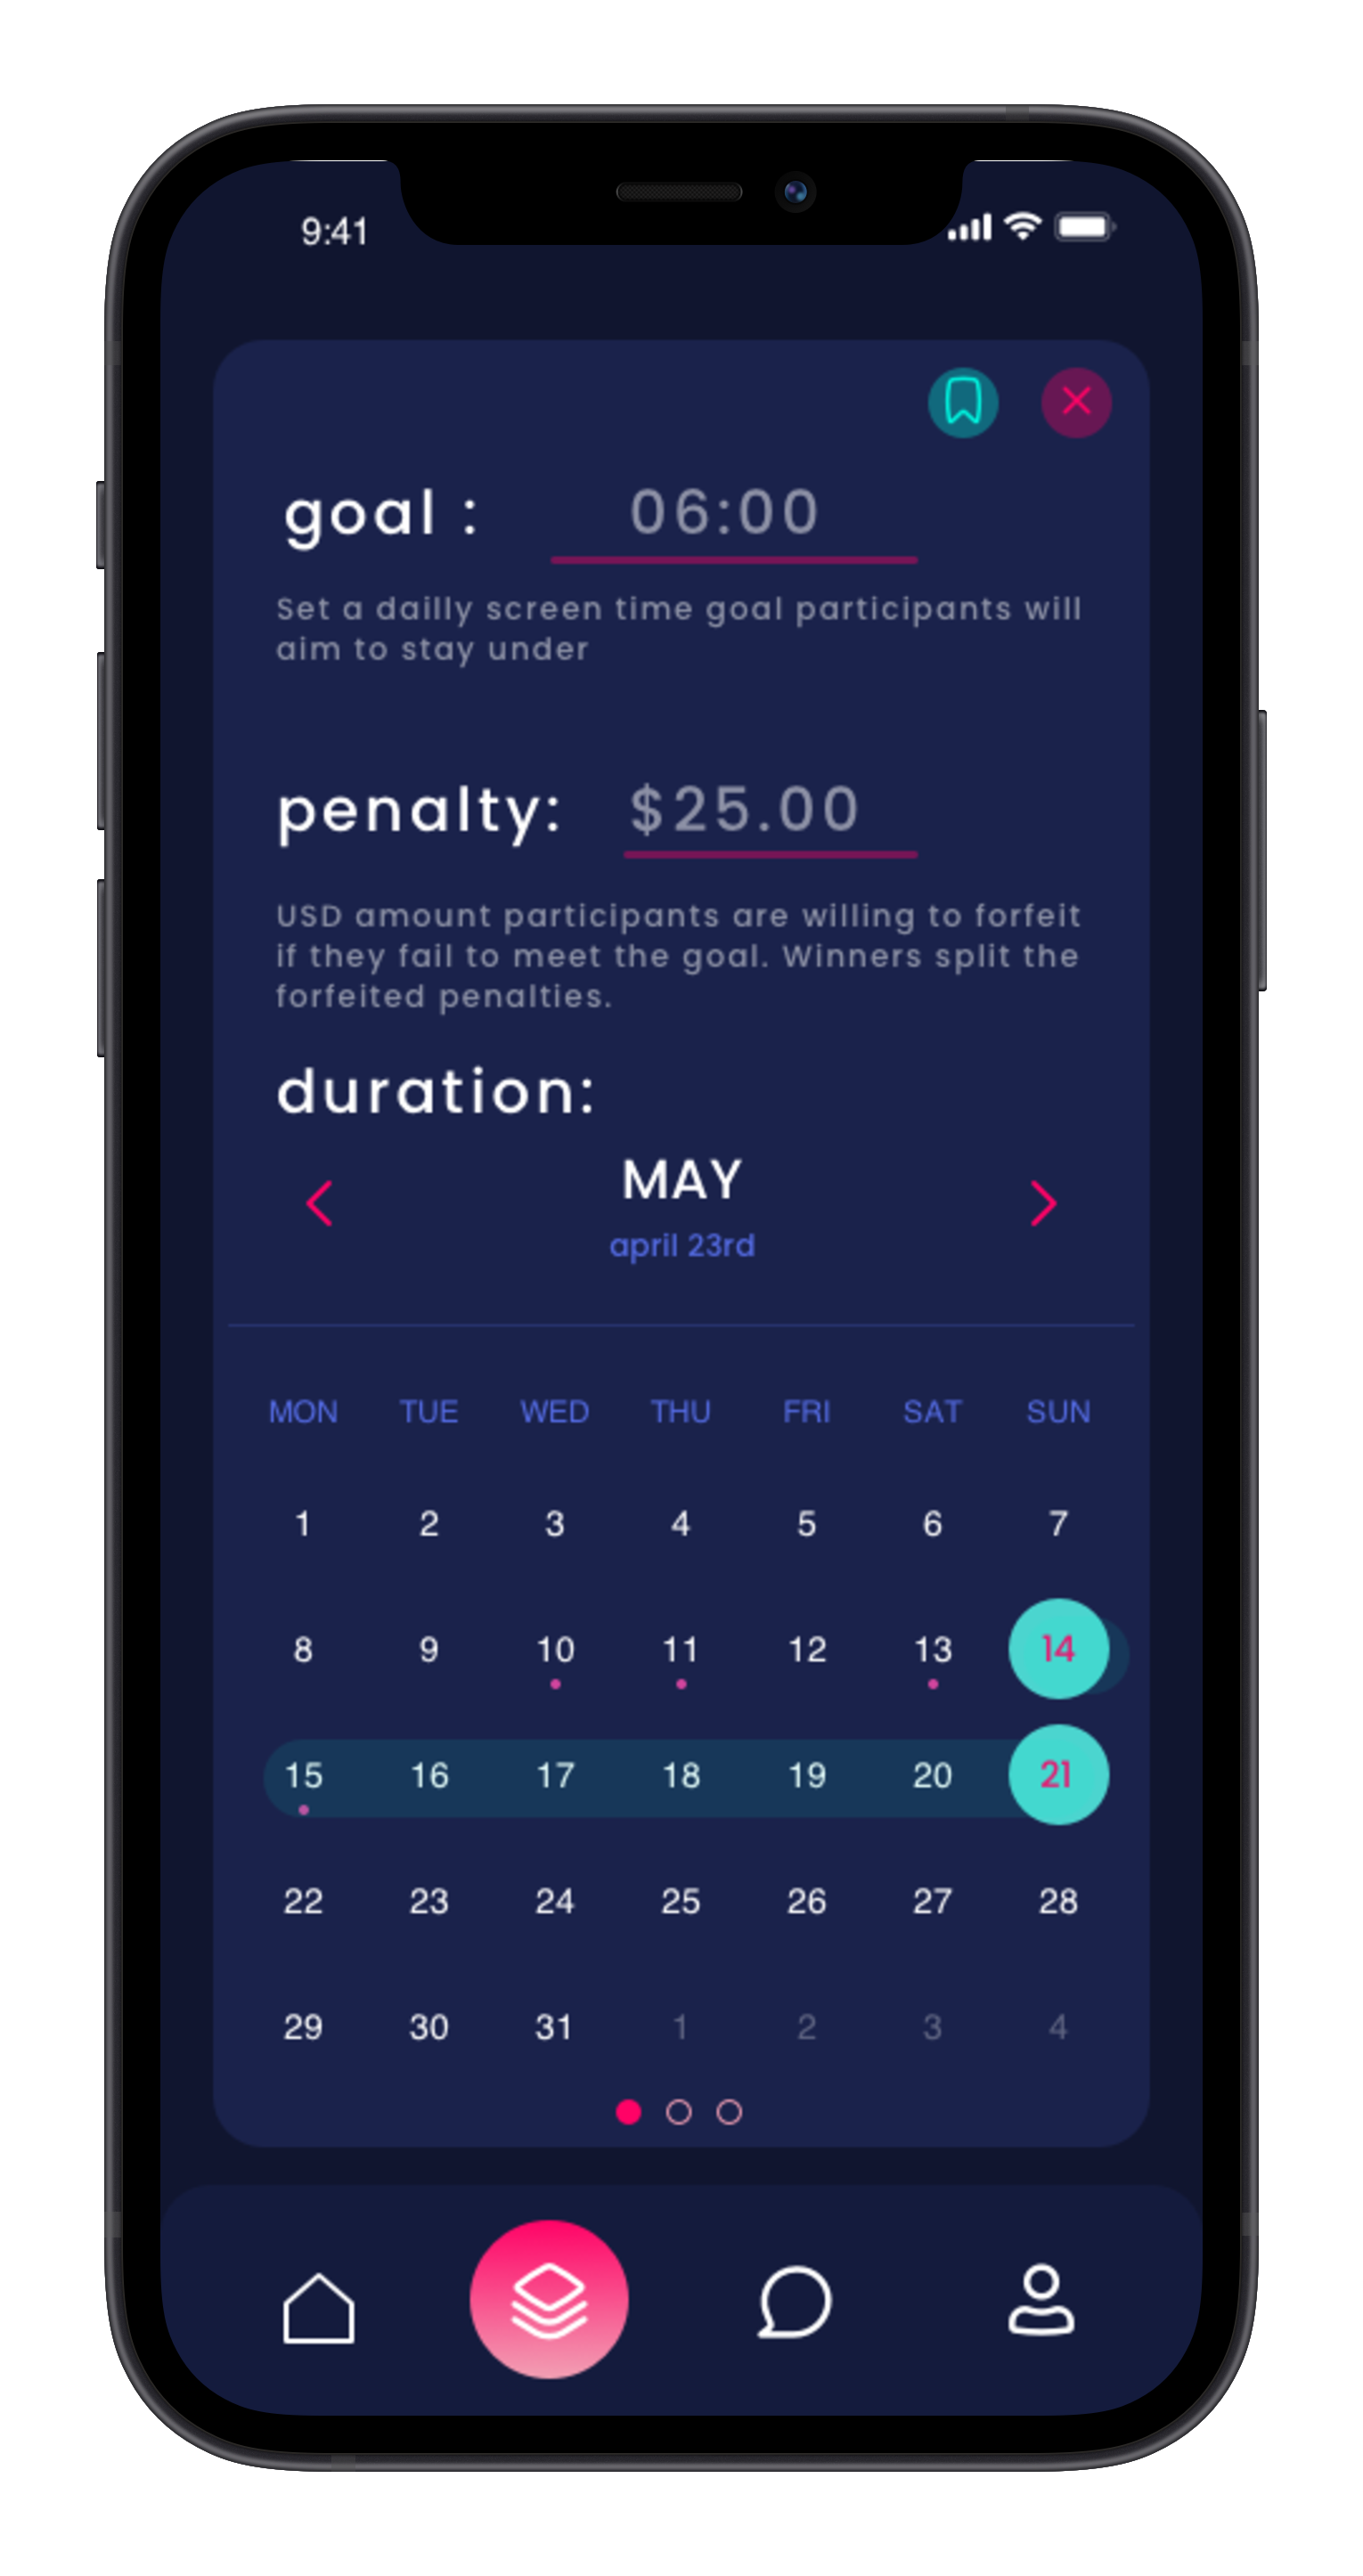 9:41
goal : 06:00
Set a dailly screen time goal participants will
aim to stay under
penalty: $25.00
USD amount participants are willing to forfeit
if they fail to meet the goal. Winners split the
forfeited penalties.
duration:
MAY
april 23rd
MON TUE WED THU FRI SAT SUN
1 2 3 4 5 6 7
8 9 10 11 12 13 14
15 16 17 18 19 20 21
22 23 24 25 26 27 28
29 30 31 1 2 3 4